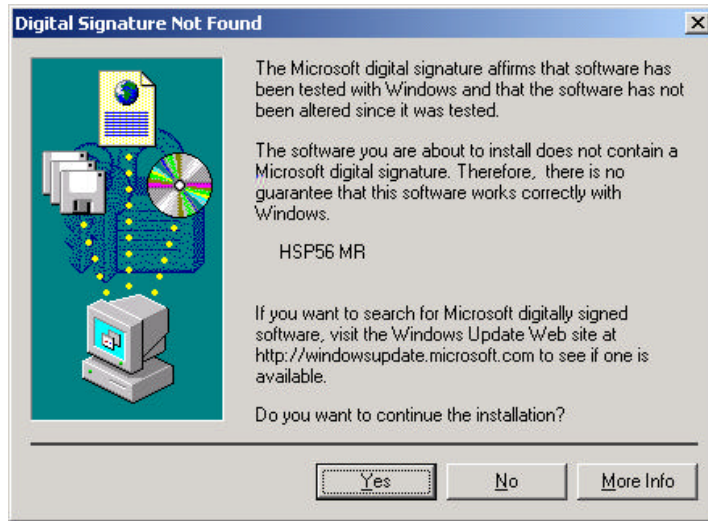 Digital Signature Not Found
The Microsoft digital signature affirms that software has
been tested with Windows and that the software has not
been altered since it was tested.
The software you are about to install does not contain a
Microsoft digital signature. Therefore,  there is no
guarantee that this software works correctly with
Windows.
HSP56 MR
If you want to search for Microsoft digitally signed
software, visit the Windows Update Web site at
http://windowsupdate.microsoft.com to see if one is
available.
Do you want to continue the installation?
Yes No More Info